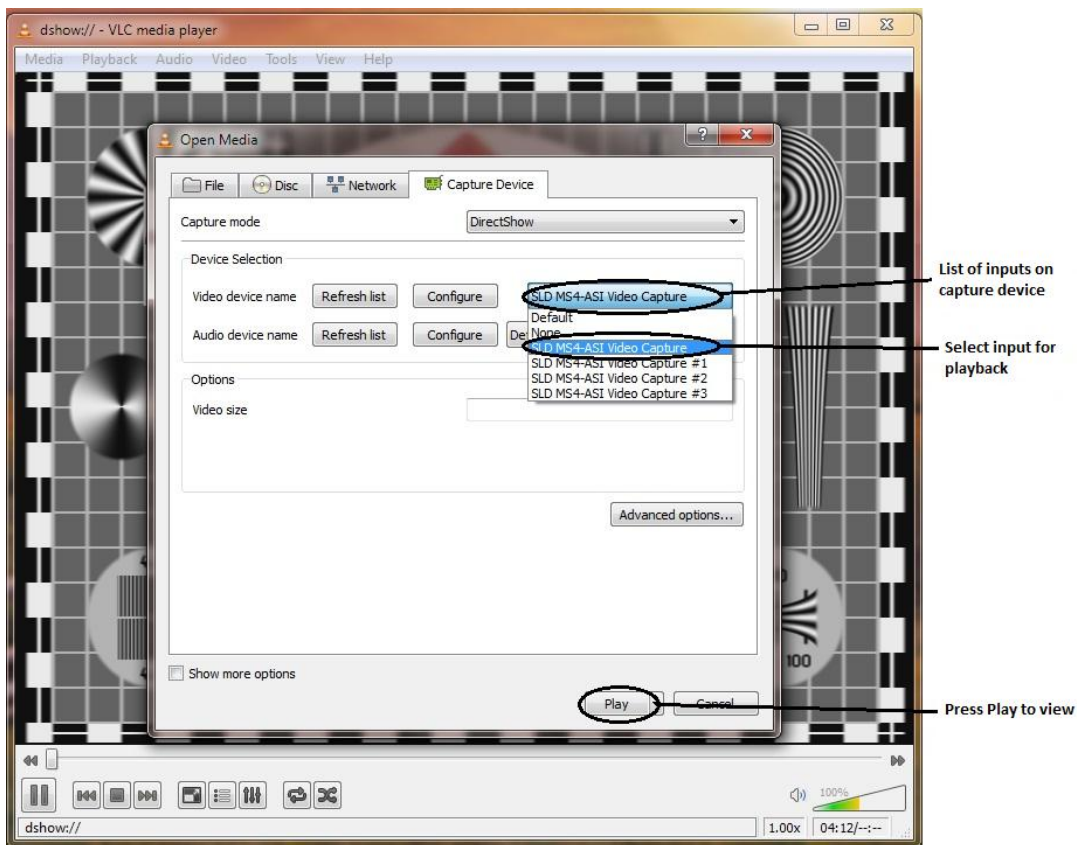 dshow:// - VLC media player
Media Playback Audio Video Tools View Help
Open Media
File Disc Network Capture Device
Capture mode DirectShow
Device Selection
Video device name Refresh list Configure SLD MS4-ASI Video Capture
Default
Audio device name Refresh list Configure De None
SLD MS4-ASI Video Capture
SLD MS4-ASI Video Capture #1
SLD MS4-ASI Video Capture #2
SLD MS4-ASI Video Capture #3
Options
Video size
Advanced options...
Show more options
Play Cancel
List of inputs on
capture device
Select input for
playback
Press Play to view
100
100%
dshow:// 1.00x 04:12/--:--